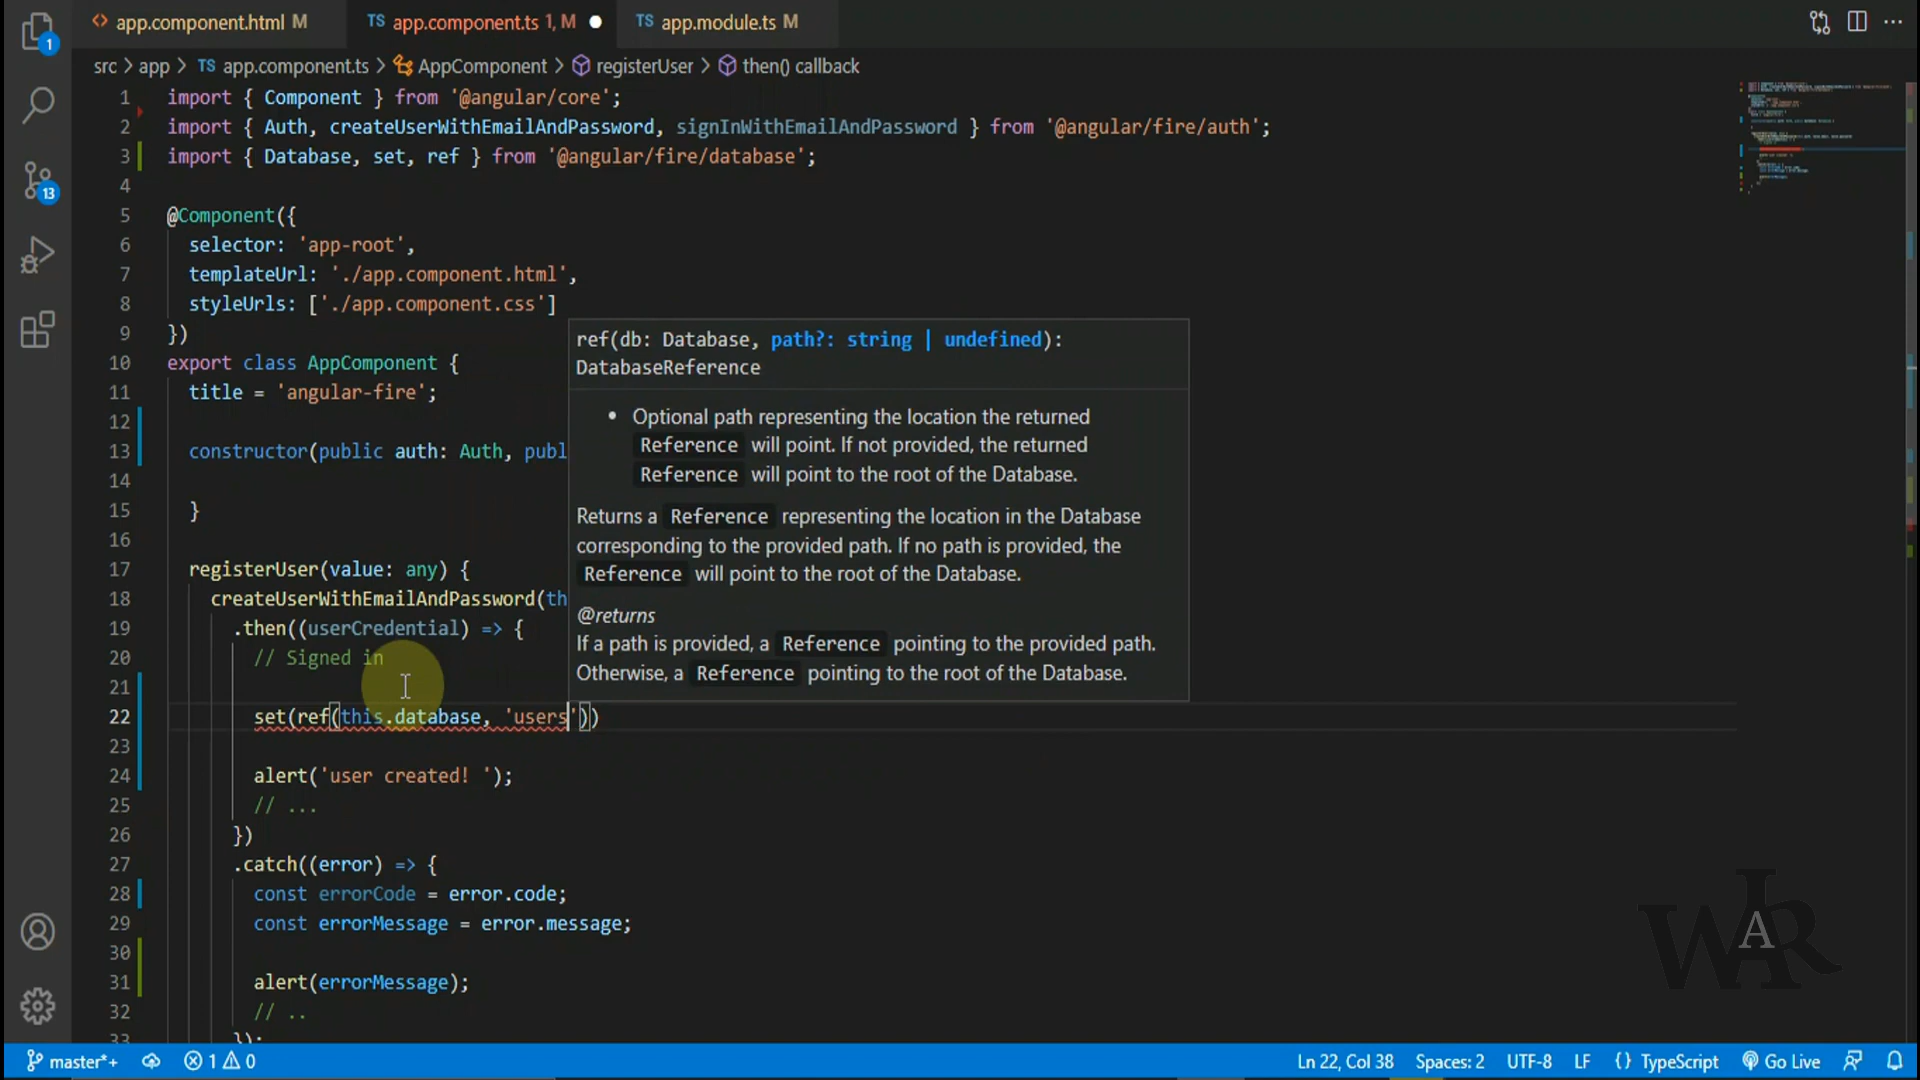 app.component.html M
TS app.component.ts 1, M
TS app.module.ts M
1
src > app > TS app.component.ts > AppComponent > registerUser > then() callback
1 import { Component } from '@angular/core';
2 import { Auth, createUserWithEmailAndPassword, signInWithEmailAndPassword } from '@angular/fire/auth';
3 import { Database, set, ref } from '@angular/fire/database';
4
13
5 @Component({
6 selector: 'app-root',
7 templateUrl: './app.component.html',
8 styleUrls: ['./app.component.css']
9 })
10 export class AppComponent {
11 title = 'angular-fire';
12
13 constructor(public auth: Auth, publ
14
15 }
16
17 registerUser(value: any) {
18 createUserWithEmailAndPassword(th
19 .then((userCredential) => {
20 // Signed in
21
22 set(ref(this.database, 'users'))
23
24 alert('user created! ');
25 // ...
26 })
27 .catch((error) => {
28 const errorCode = error.code;
29 const errorMessage = error.message;
30
31 alert(errorMessage);
32 // ..
33 });
ref(db: Database, path?: string | undefined):
DatabaseReference
• Optional path representing the location the returned
Reference will point. If not provided, the returned
Reference will point to the root of the Database.
Returns a Reference representing the location in the Database
corresponding to the provided path. If no path is provided, the
Reference will point to the root of the Database.
@returns
If a path is provided, a Reference pointing to the provided path.
Otherwise, a Reference pointing to the root of the Database.
WAR
master*+ 1 0 Ln 22, Col 38 Spaces: 2 UTF-8 LF {} TypeScript Go Live